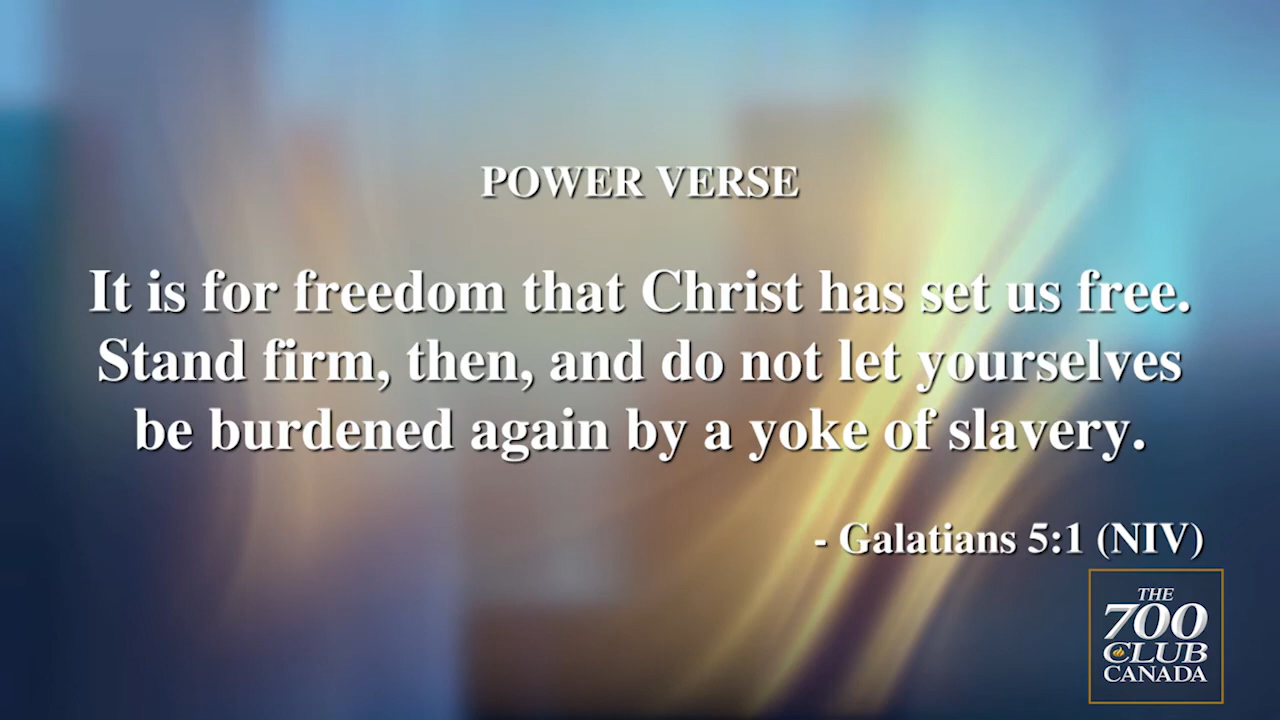 POWER VERSE
It is for freedom that Christ has set us free.
Stand firm, then, and do not let yourselves
be burdened again by a yoke of slavery.
- Galatians 5:1 (NIV)
THE
700
CLUB
CANADA